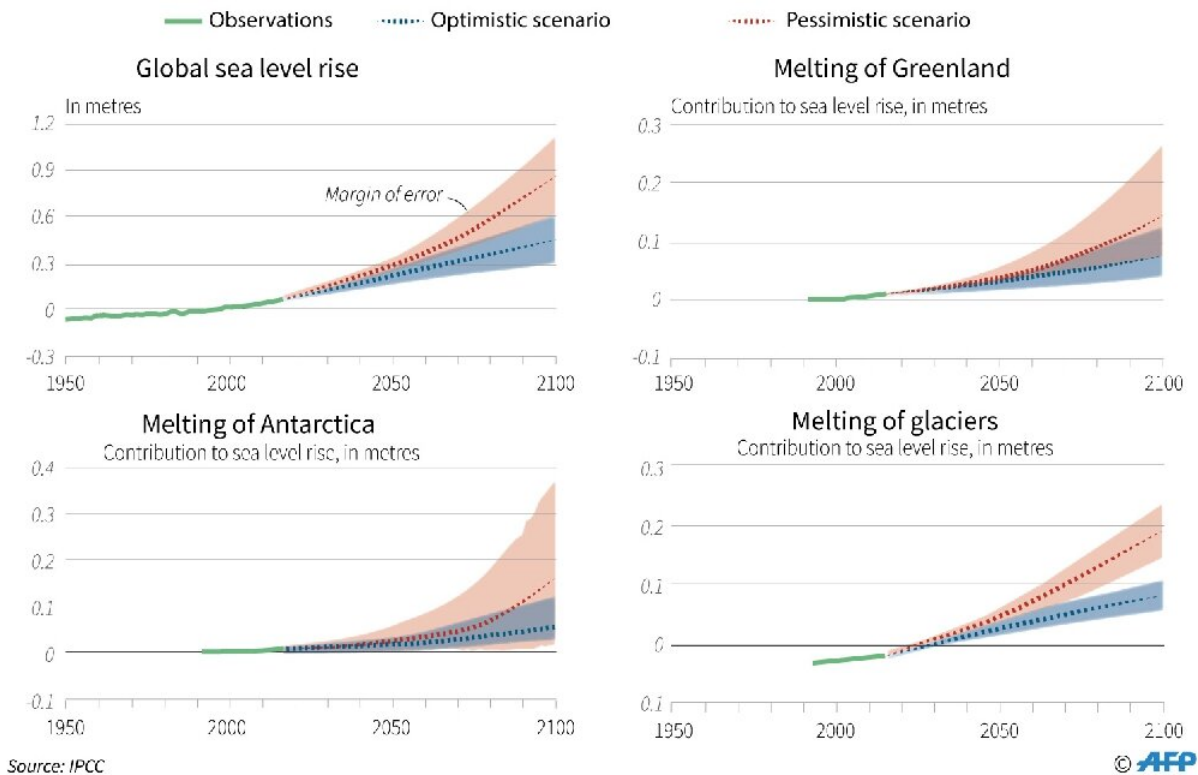 Observations Optimistic scenario Pessimistic scenario
Global sea level rise
In metres
1.2
0.9
0.6
0.3
0
-0.3
Margin of error
1950 2000 2050 2100
Melting of Greenland
Contribution to sea level rise, in metres
0.3
0.2
0.1
0
-0.1
1950 2000 2050 2100
Melting of Antarctica
Contribution to sea level rise, in metres
0.4
0.3
0.2
0.1
0
-0.1
1950 2000 2050 2100
Melting of glaciers
Contribution to sea level rise, in metres
0.3
0.2
0.1
0
0.1
1950 2000 2050 2100
Source: IPCC
© AFP